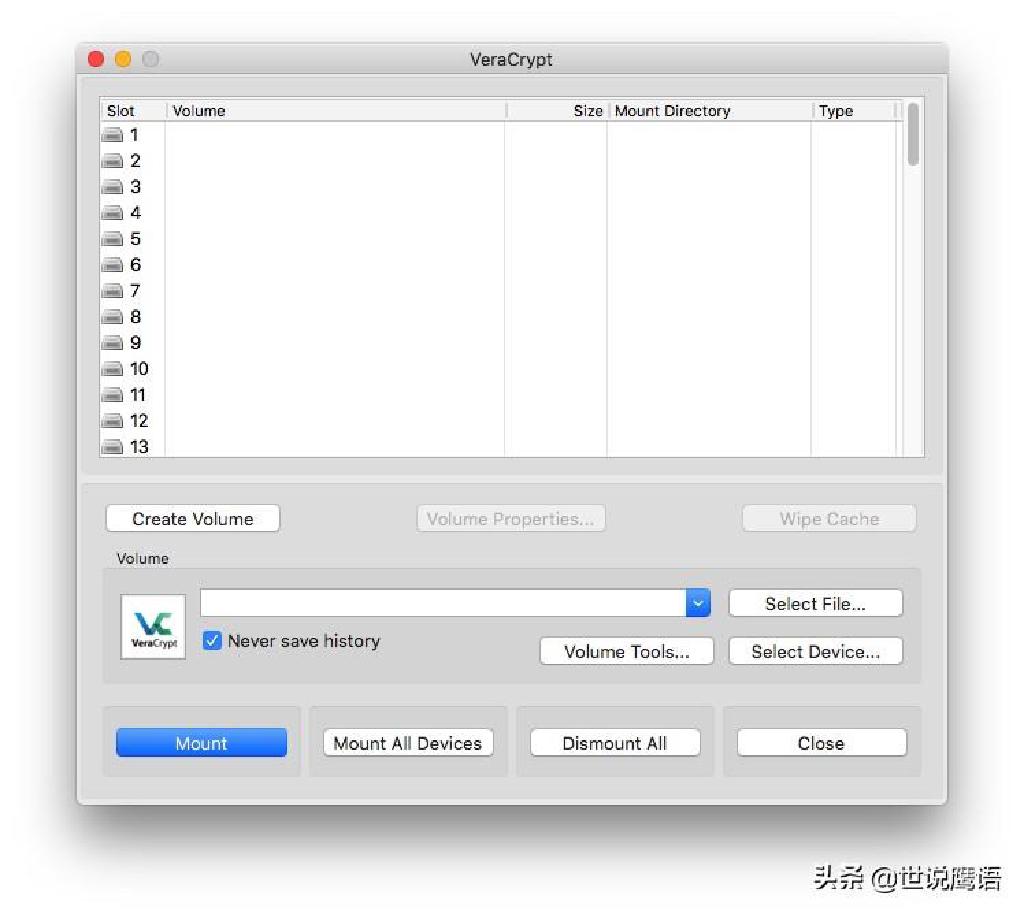 VeraCrypt
Slot Volume Size Mount Directory Type
1
2
3
4
5
6
7
8
9
10
11
12
13
Create Volume Volume Properties... Wipe Cache
Volume
VC
VeraCrypt
Select File...
Never save history
Volume Tools... Select Device...
Mount Mount All Devices Dismount All Close
头条 @世说鹰语